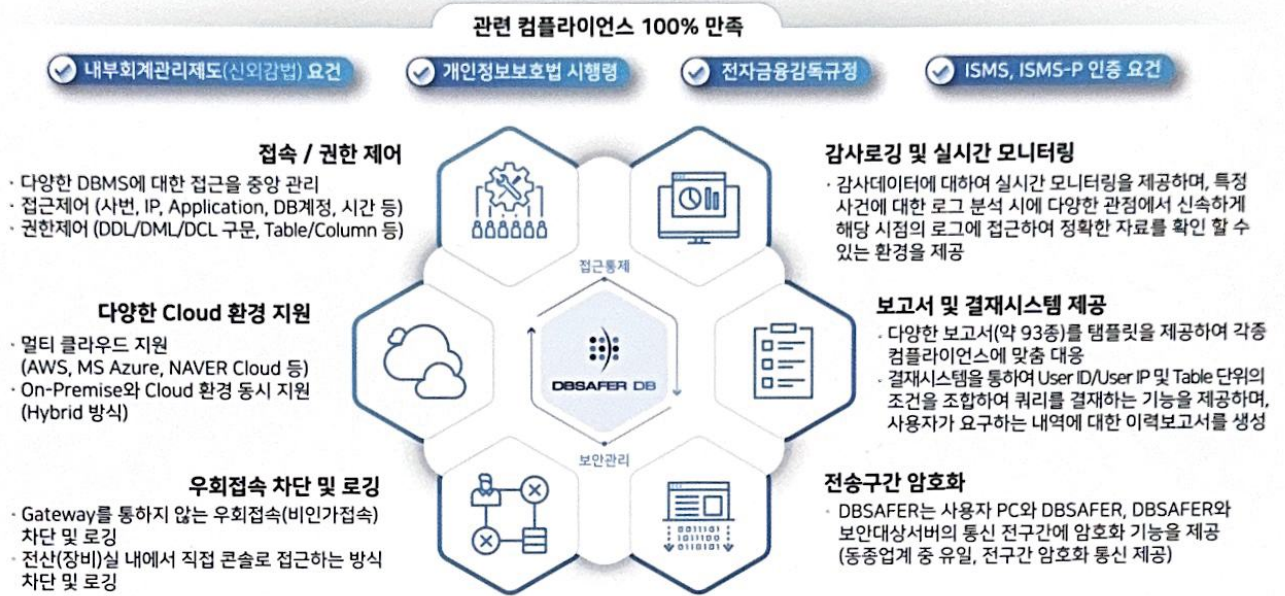 관련 컴플라이언스 100% 만족
내부회계관리제도(신외감법) 요건
개인정보보호법 시행령
전자금융감독규정
ISMS, ISMS-P 인증 요건
접속 / 권한 제어
· 다양한 DBMS에 대한 접근을 중앙 관리
· 접근제어 (사번, IP, Application, DB계정, 시간 등)
· 권한제어 (DDL/DML/DCL 구문, Table/Column 등)
감사로깅 및 실시간 모니터링
· 감사데이터에 대하여 실시간 모니터링을 제공하며, 특정
사건에 대한 로그 분석 시에 다양한 관점에서 신속하게
해당 시점의 로그에 접근하여 정확한 자료를 확인 할 수
있는 환경을 제공
다양한 Cloud 환경 지원
· 멀티 클라우드 지원
(AWS, MS Azure, NAVER Cloud 등)
· On-Premise와 Cloud 환경 동시 지원
(Hybrid 방식)
접근통제
DBSAFER DB
보안관리
보고서 및 결재시스템 제공
· 다양한 보고서(약 93종)를 탬플릿을 제공하여 각종
컴플라이언스에 맞춤 대응
· 결재시스템을 통하여 User ID/User IP 및 Table 단위의
조건을 조합하여 쿼리를 결재하는 기능을 제공하며,
사용자가 요구하는 내역에 대한 이력보고서를 생성
우회접속 차단 및 로깅
· Gateway를 통하지 않는 우회접속(비인가접속)
차단 및 로깅
· 전산(장비)실 내에서 직접 콘솔로 접근하는 방식
차단 및 로깅
0011101
1011100
0110101
전송구간 암호화
· DBSAFER는 사용자 PC와 DBSAFER, DBSAFER와
보안대상서버의 통신 전구간에 암호화 기능을 제공
(동종업계 중 유일, 전구간 암호화 통신 제공)